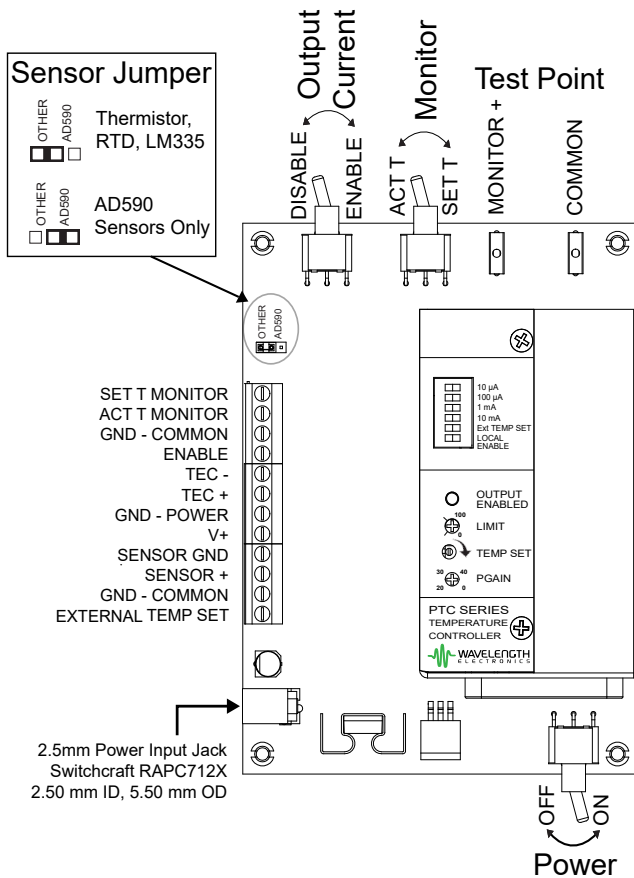 Sensor Jumper
OTHER
AD590
Thermistor,
RTD, LM335
OTHER
AD590
AD590
Sensors Only
Output
Current
DISABLE
ENABLE
Monitor
ACT T
SET T
Test Point
MONITOR +
COMMON
OTHER
AD590
SET T MONITOR
ACT T MONITOR
GND - COMMON
ENABLE
TEC -
TEC +
GND - POWER
V+
SENSOR GND
SENSOR +
GND - COMMON
EXTERNAL TEMP SET
10 µA
100 µA
1 mA
10 mA
Ext TEMP SET
LOCAL
ENABLE
OUTPUT
ENABLED
100
LIMIT
0
TEMP SET
30 40
PGAIN
20 0
PTC SERIES
TEMPERATURE
CONTROLLER
WAVELENGTH
ELECTRONICS
2.5mm Power Input Jack
Switchcraft RAPC712X
2.50 mm ID, 5.50 mm OD
OFF
ON
Power